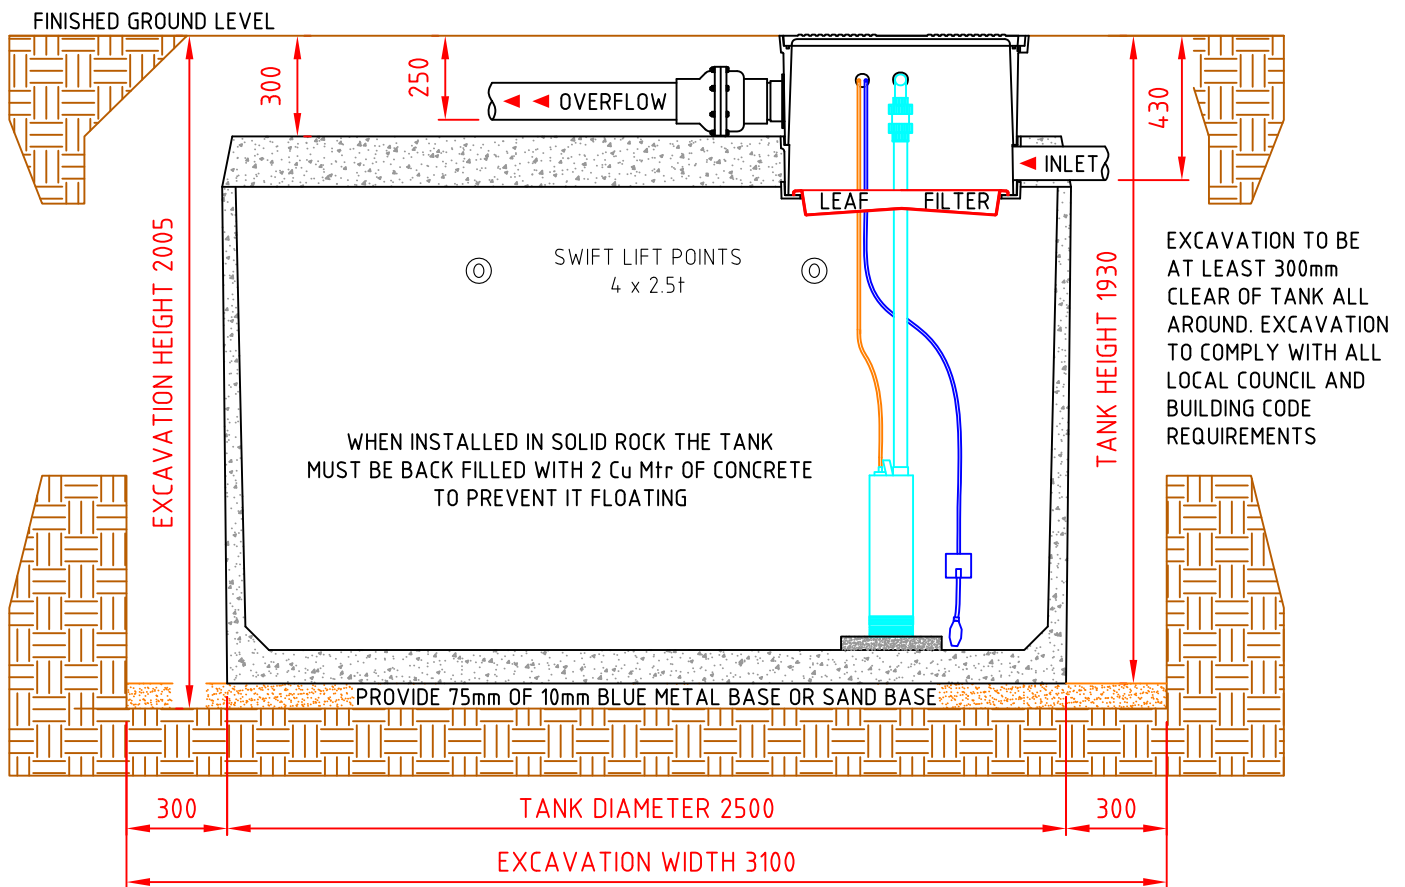 FINISHED GROUND LEVEL
300
250
OVERFLOW
430
INLET
LEAF FILTER
EXCAVATION HEIGHT 2005
SWIFT LIFT POINTS
4 x 2.5t
TANK HEIGHT 1930
EXCAVATION TO BE
AT LEAST 300mm
CLEAR OF TANK ALL
AROUND. EXCAVATION
TO COMPLY WITH ALL
LOCAL COUNCIL AND
BUILDING CODE
REQUIREMENTS
WHEN INSTALLED IN SOLID ROCK THE TANK
MUST BE BACK FILLED WITH 2 Cu Mtr OF CONCRETE
TO PREVENT IT FLOATING
PROVIDE 75mm OF 10mm BLUE METAL BASE OR SAND BASE
300
TANK DIAMETER 2500
300
EXCAVATION WIDTH 3100